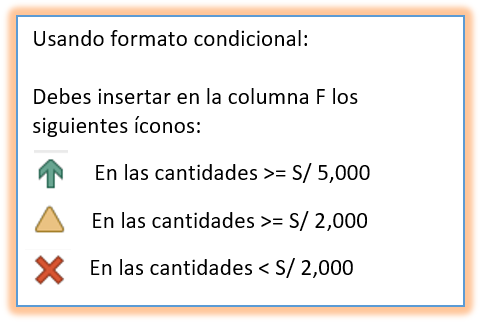 Usando formato condicional:
Debes insertar en la columna F los
siguientes íconos:
En las cantidades >= S/ 5,000
En las cantidades >= S/ 2,000
En las cantidades < S/ 2,000